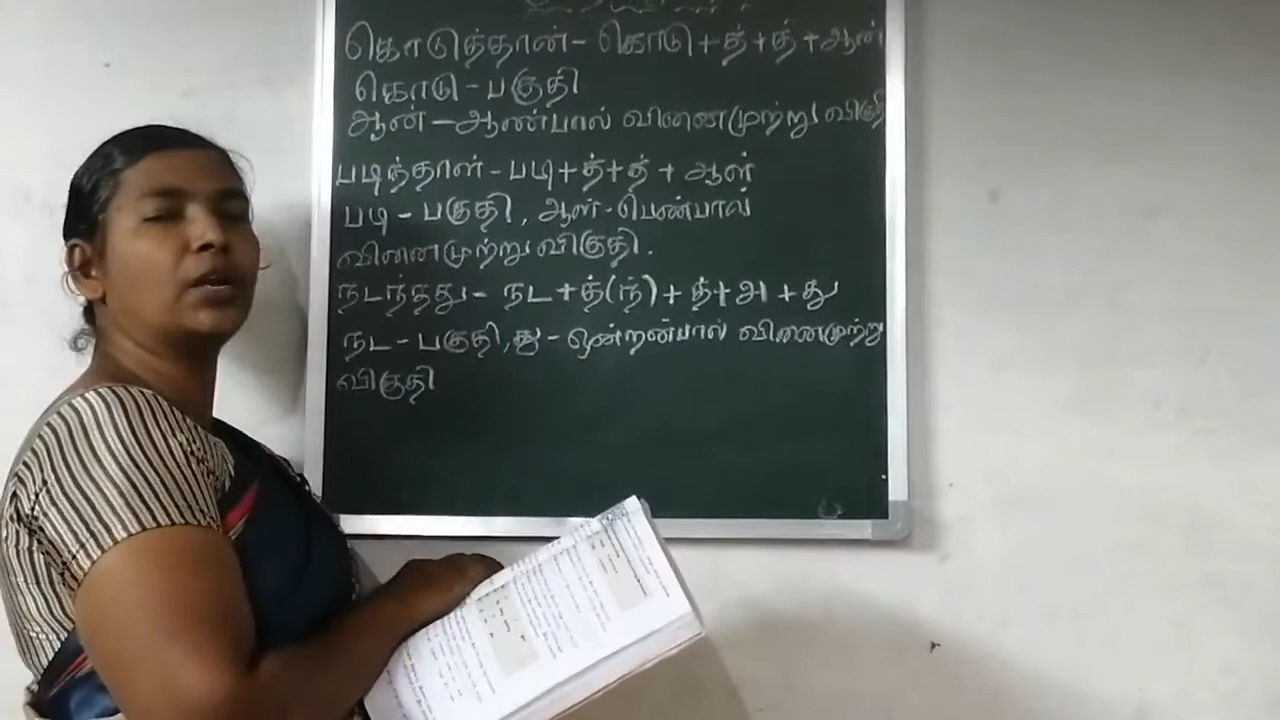 கொடுத்தான் - கொடு + த் + த் + ஆன்
கொடு - பகுதி
ஆன் - ஆண்பால் வினைமுற்று விகுதி
படிந்தாள் - படி + த் + த் + ஆள்
படி - பகுதி, ஆள் - பெண்பால்
வினைமுற்று விகுதி.
நடந்தது - நட + த்(ந்) + த் + அ + து
நட - பகுதி, து - ஒன்றன்பால் வினைமுற்று
விகுதி